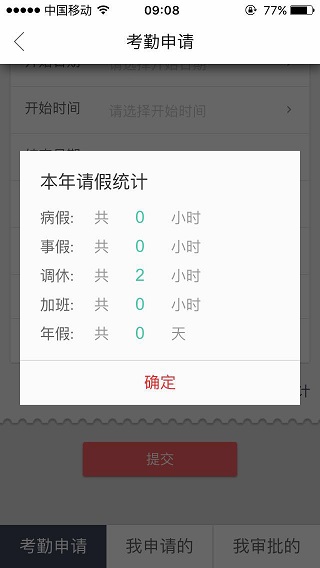 中国移动 09:08 77%
考勤申请
开始时间 请选择开始时间
本年请假统计
病假: 共 0 小时
事假: 共 0 小时
调休: 共 2 小时
加班: 共 0 小时
年假: 共 0 天
确定
计
提交
考勤申请 我申请的 我审批的